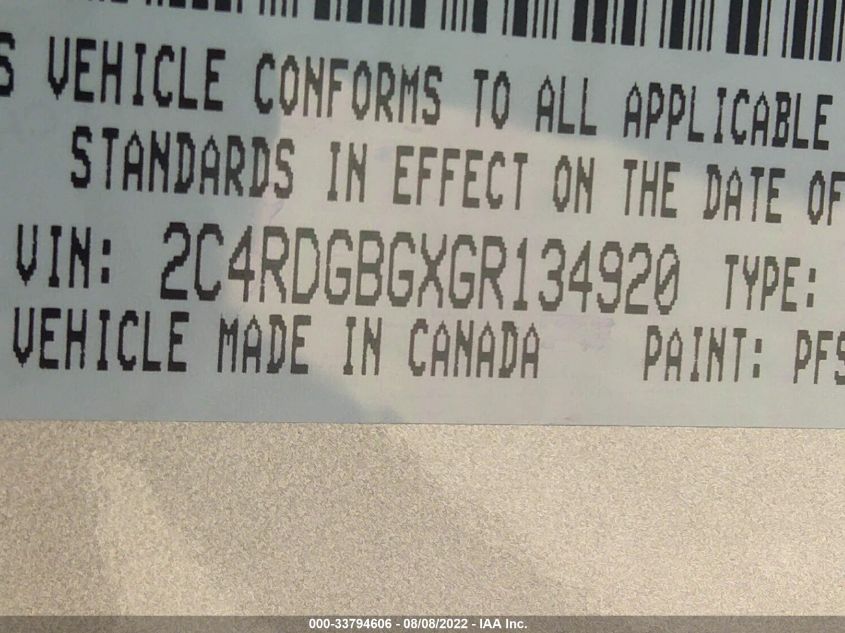 S VEHICLE CONFORMS TO ALL APPLICABLE
STANDARDS IN EFFECT ON THE DATE OF
VIN: 2C4RDGBGXGR134920 TYPE:
VEHICLE MADE IN CANADA PAINT: PFS
000-33794606 - 08/08/2022 - IAA Inc.